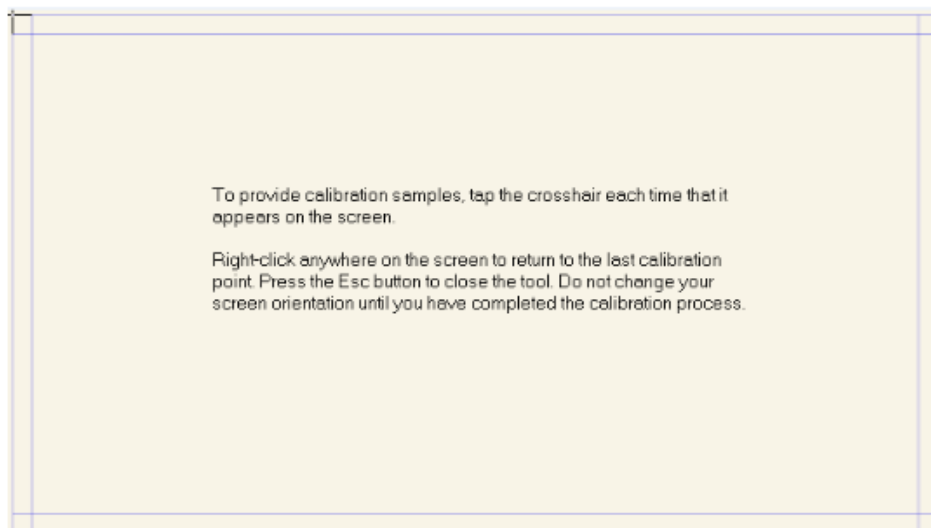 To provide calibration samples, tap the crosshair each time that it
appears on the screen.
Right-click anywhere on the screen to return to the last calibration
point. Press the Esc button to close the tool. Do not change your
screen orientation until you have completed the calibration process.